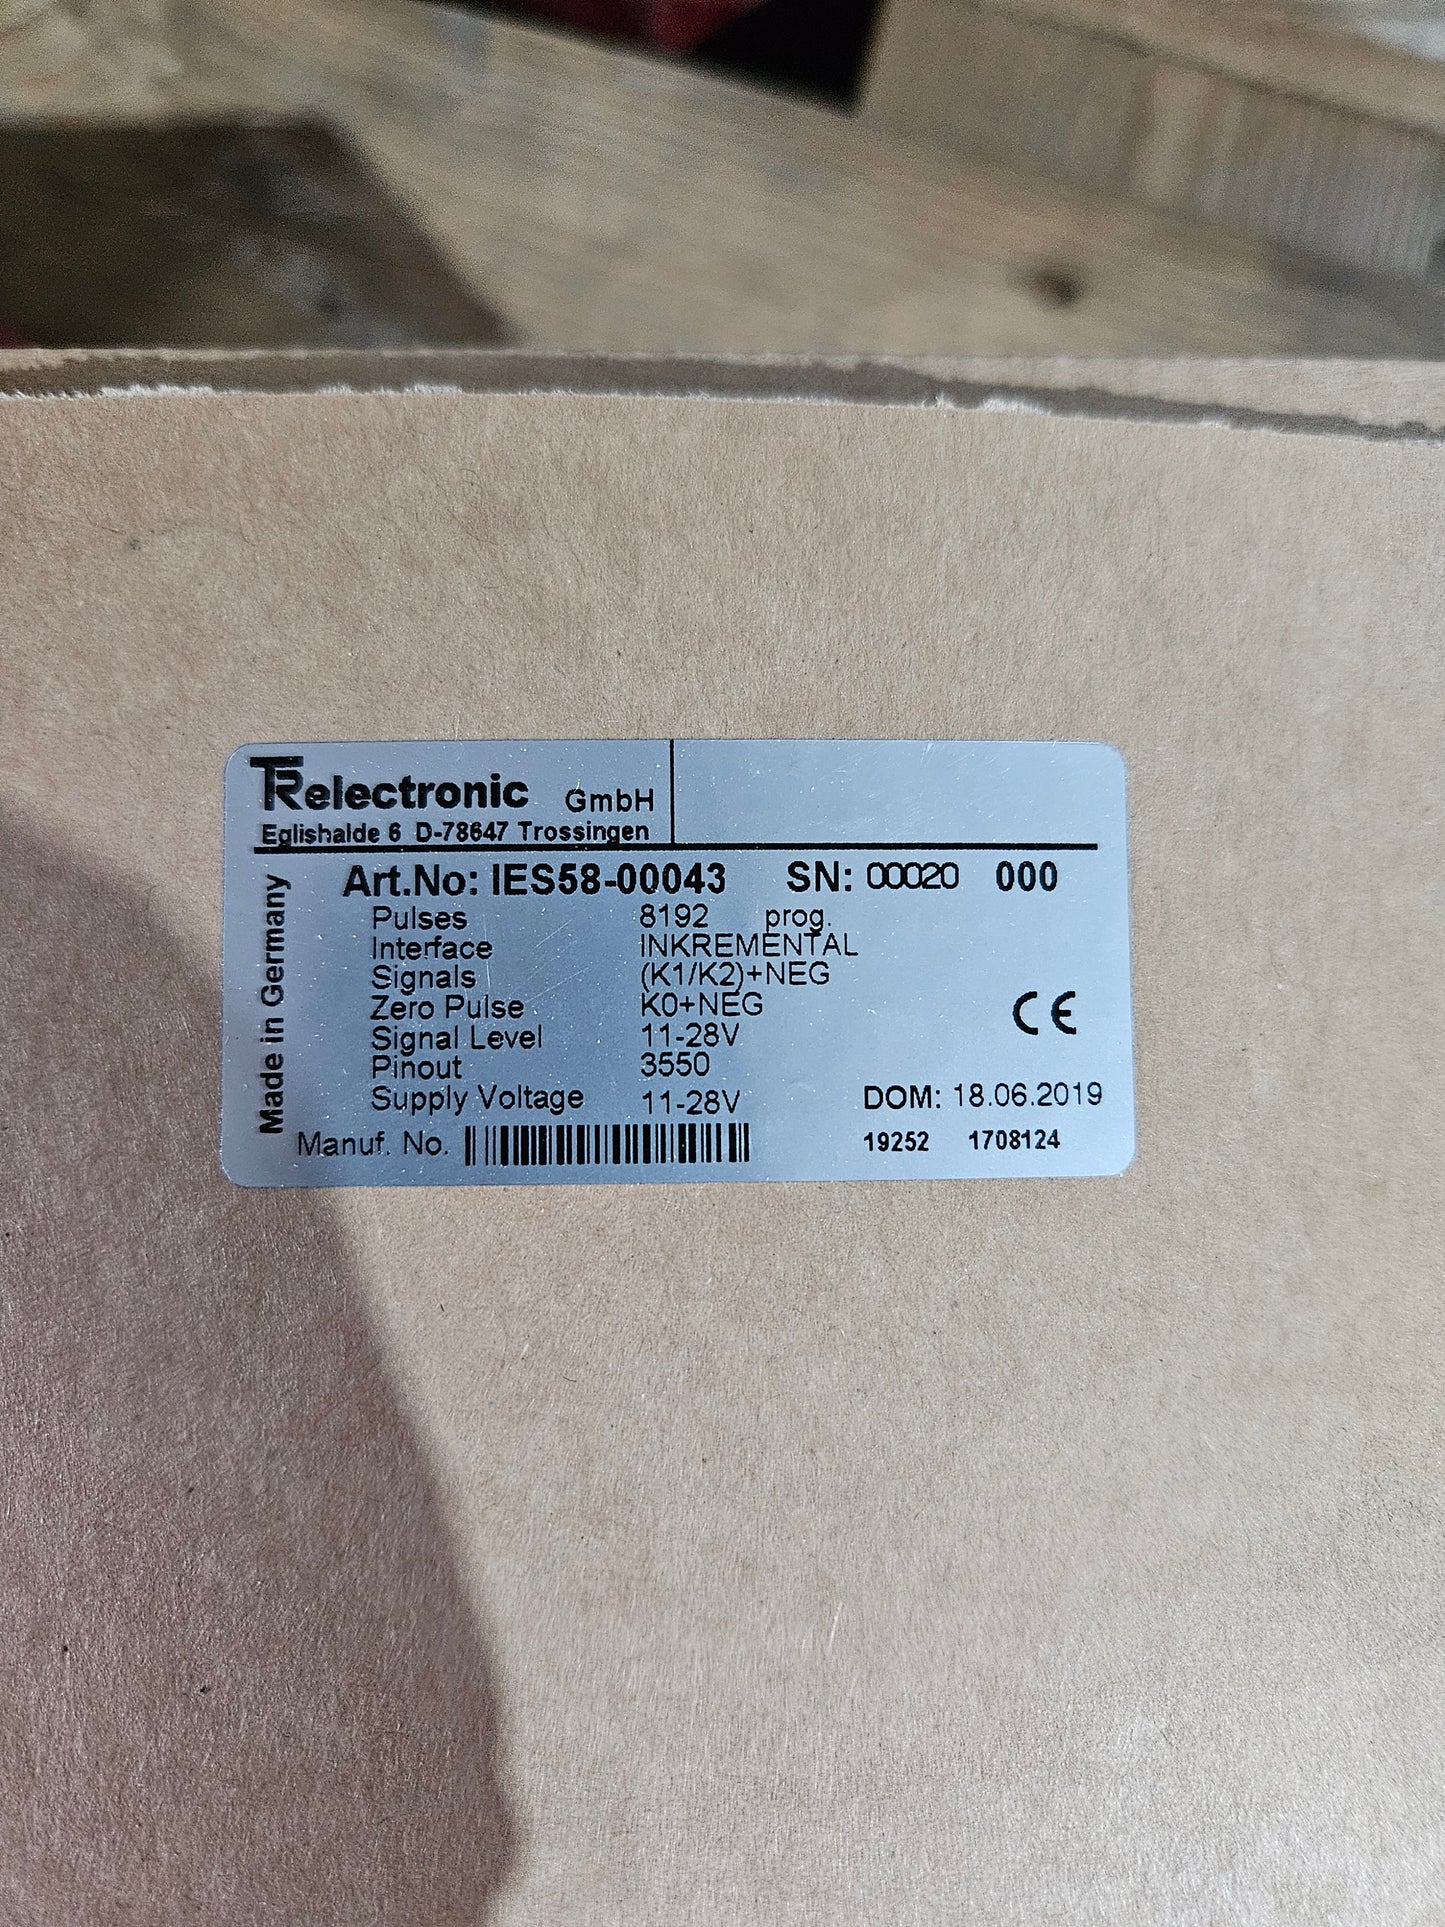 TRelectronic GmbH
Eglishalde 6 D-78647 Trossingen
Made in Germany
Art.No: IES58-00043 SN: 00020 000
Pulses 8192 prog.
Interface INKREMENTAL
Signals (K1/K2)+NEG
Zero Pulse K0+NEG
Signal Level 11-28V
Pinout 3550
Supply Voltage 11-28V
CE
DOM: 18.06.2019
Manuf. No. 19252 1708124